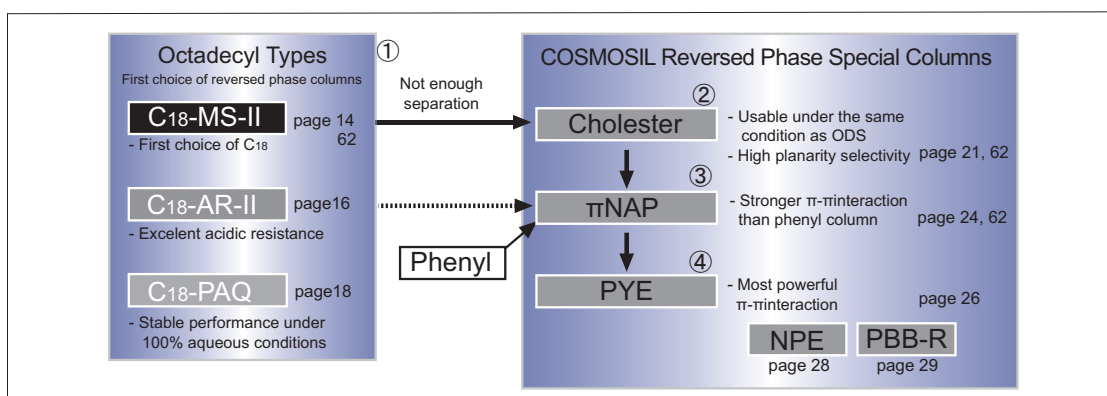 Octadecyl Types
①
First choice of reversed phase columns
C18-MS-II
page 14
62
- First choice of C18
C18-AR-II
page16
- Excelent acidic resistance
C18-PAQ
page18
- Stable performance under
100% aqueous conditions
Not enough
separation
Phenyl
COSMOSIL Reversed Phase Special Columns
②
Cholester
- Usable under the same
condition as ODS
- High planarity selectivity
page 21, 62
③
πNAP
- Stronger π-πinteraction
than phenyl column
page 24, 62
④
PYE
- Most powerful
π-πinteraction
page 26
NPE
page 28
PBB-R
page 29